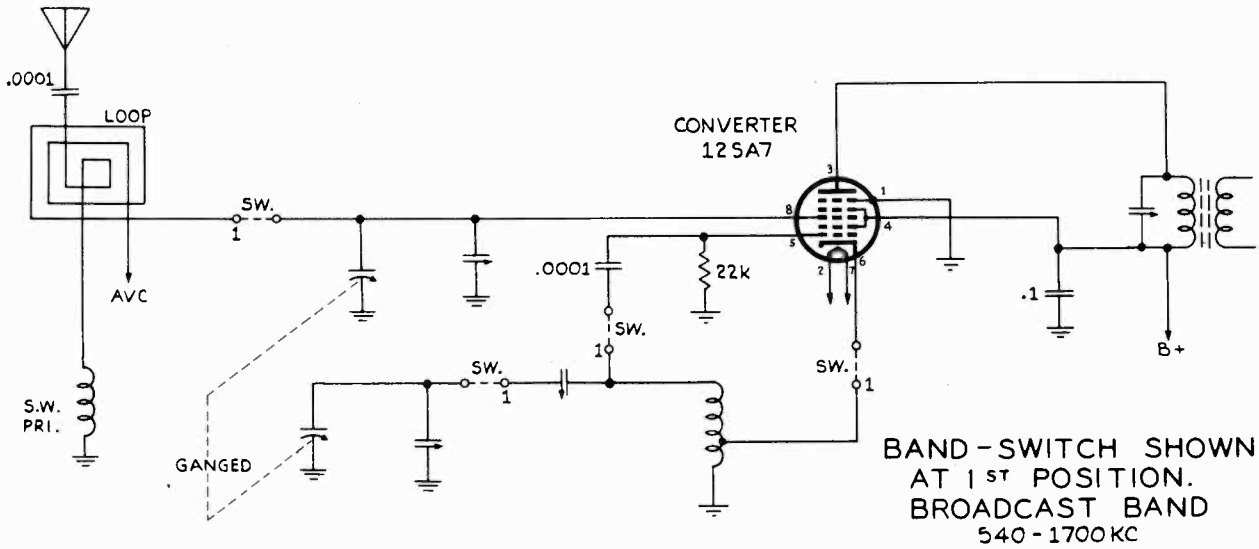 .0001
LOOP
CONVERTER
12SA7
3
1
SW.
1
8
4
5
2
7
6
.0001
22K
AVC
.1
SW.
1
B+
SW.
1
SW.
1
S.W.
PRI.
GANGED
BAND-SWITCH SHOWN
AT 1ST POSITION.
BROADCAST BAND
540-1700KC